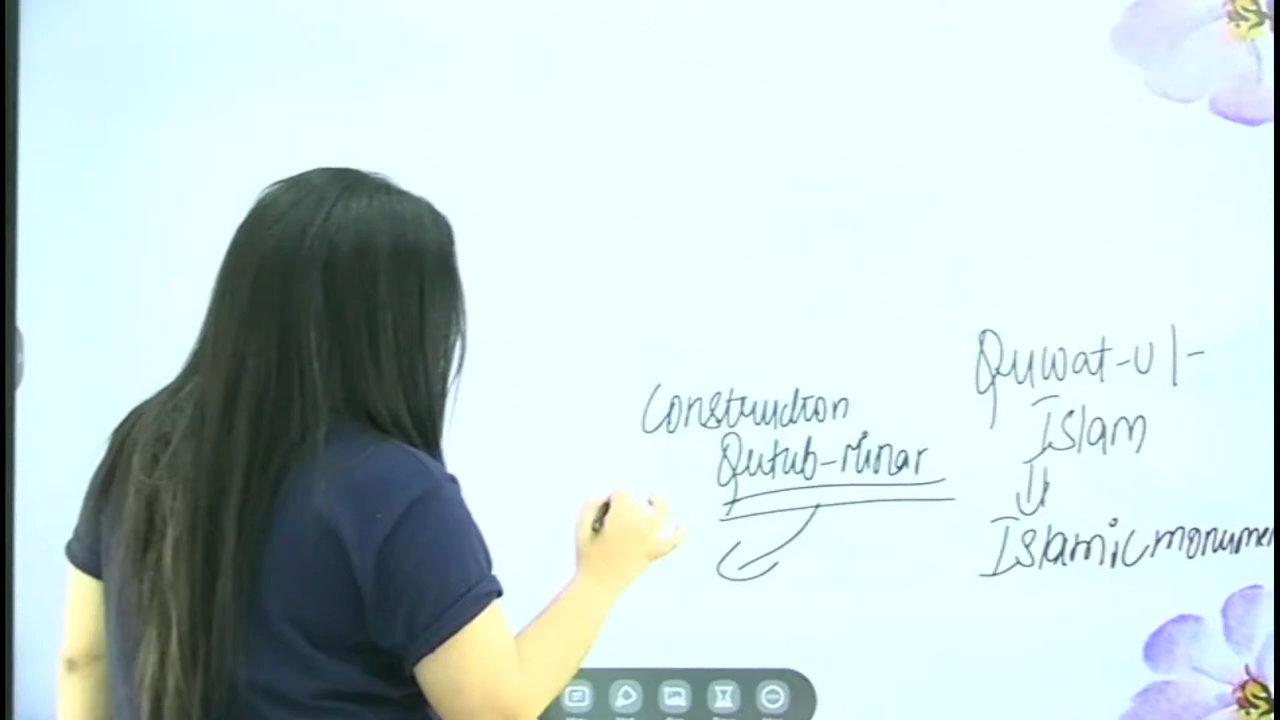 Construction
Qutub-Minar
Quwat-ul-
Islam
Islamic monumen